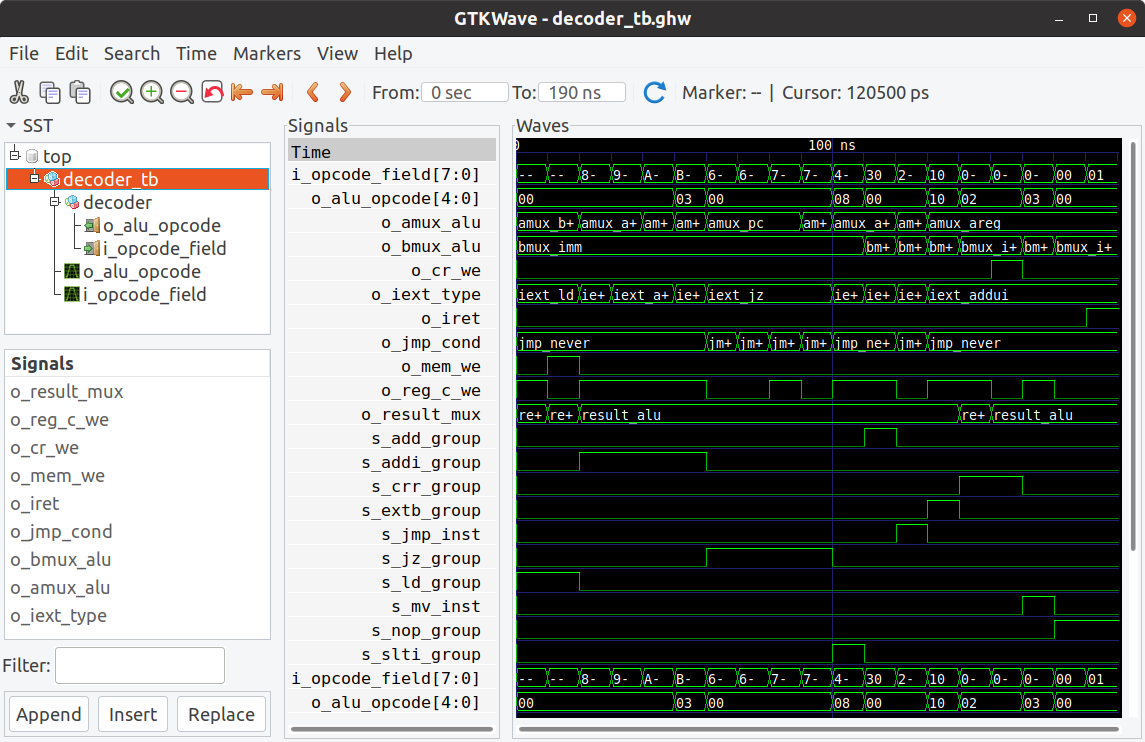 GTKWave - decoder_tb.ghw
File Edit Search Time Markers View Help
From: 0 sec To: 190 ns Marker: -- | Cursor: 120500 ps
SST
top
decoder_tb
decoder
o_alu_opcode
i_opcode_field
o_alu_opcode
i_opcode_field
Signals
o_result_mux
o_reg_c_we
o_cr_we
o_mem_we
o_iret
o_jmp_cond
o_bmux_alu
o_amux_alu
o_iext_type
Filter:
Append Insert Replace
Signals
Time
i_opcode_field[7:0]
o_alu_opcode[4:0]
o_amux_alu
o_bmux_alu
o_cr_we
o_iext_type
o_iret
o_jmp_cond
o_mem_we
o_reg_c_we
o_result_mux
s_add_group
s_addi_group
s_crr_group
s_extb_group
s_jmp_inst
s_jz_group
s_ld_group
s_mv_inst
s_nop_group
s_slti_group
i_opcode_field[7:0]
o_alu_opcode[4:0]
Waves
0 100 ns
-- -- 8- 9- A- B- 6- 6- 7- 7- 4- 30 2- 10 0- 0- 0- 00 01
00 03 00 08 00 10 02 03 00
amux_b+ amux_a+ am+ am+ amux_pc am+ amux_a+ am+ amux_areg
bmux_imm bm+ bm+ bm+ bmux_i+ bm+ bmux_i+
iext_ld ie+ iext_a+ ie+ iext_jz ie+ ie+ ie+ iext_addui
jmp_never jm+ jm+ jm+ jm+ jmp_ne+ jm+ jmp_never
re+ re+ result_alu re+ result_alu
-- -- 8- 9- A- B- 6- 6- 7- 7- 4- 30 2- 10 0- 0- 0- 00 01
00 03 00 08 00 10 02 03 00